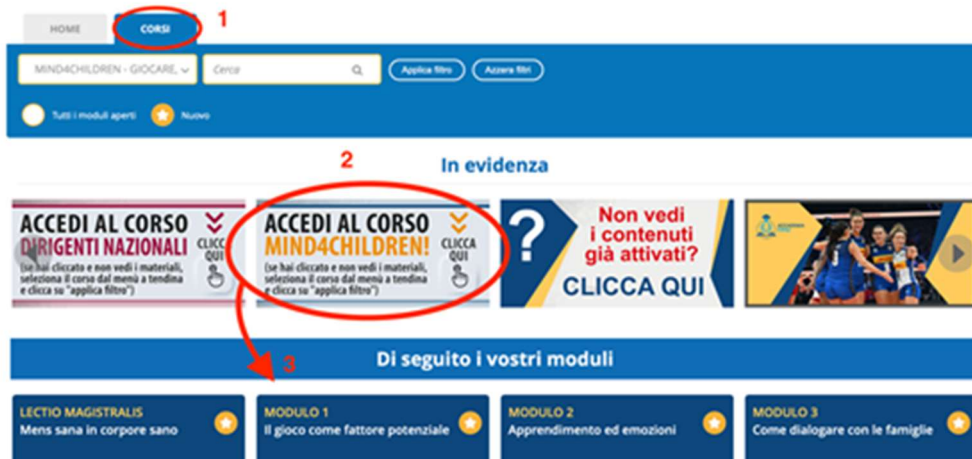 HOME
CORSI
1
MIND4CHILDREN - GIOCARE,
Cerca
Applica filtro
Azzera filtri
Tutti i moduli aperti
Nuovo
2
In evidenza
ACCEDI AL CORSO
DIRIGENTI NAZIONALI
CLICCA
QUI
(se hai cliccato e non vedi i materiali,
seleziona il corso dal menù a tendina
e clicca su "applica filtro")
ACCEDI AL CORSO
MIND4CHILDREN!
CLICCA
QUI
(se hai cliccato e non vedi i materiali,
seleziona il corso dal menù a tendina
e clicca su "applica filtro")
?
Non vedi
i contenuti
già attivati?
CLICCA QUI
3
Di seguito i vostri moduli
LECTIO MAGISTRALIS
Mens sana in corpore sano
MODULO 1
Il gioco come fattore potenziale
MODULO 2
Apprendimento ed emozioni
MODULO 3
Come dialogare con le famiglie